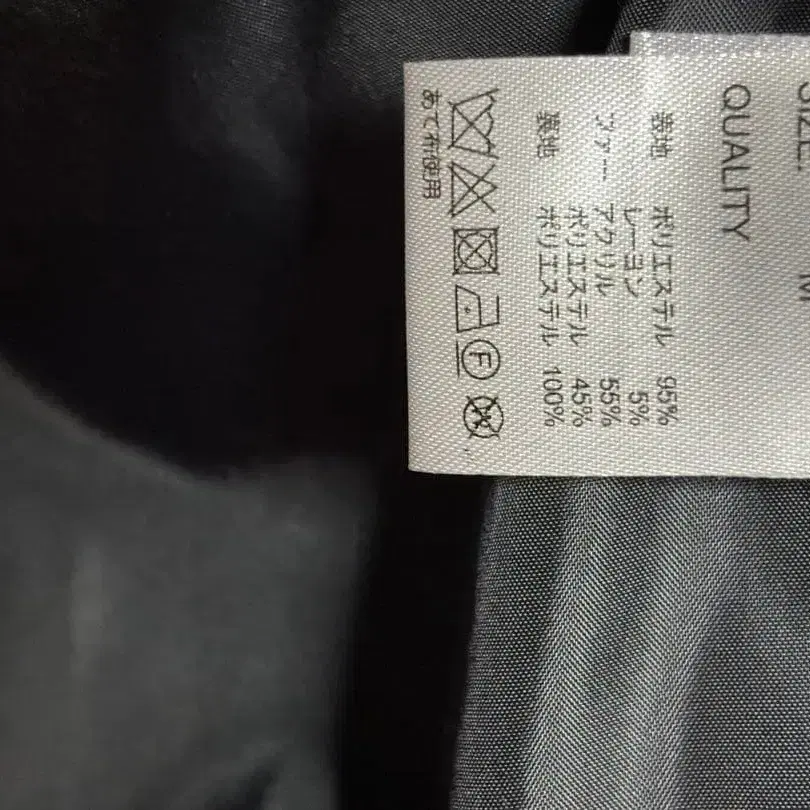 SIZE: M
QUALITY
表地 ポリエステル 95%
レーヨン 5%
ファー アクリル 55%
ポリエステル 45%
裏地 ポリエステル 100%
F
W
あて布使用